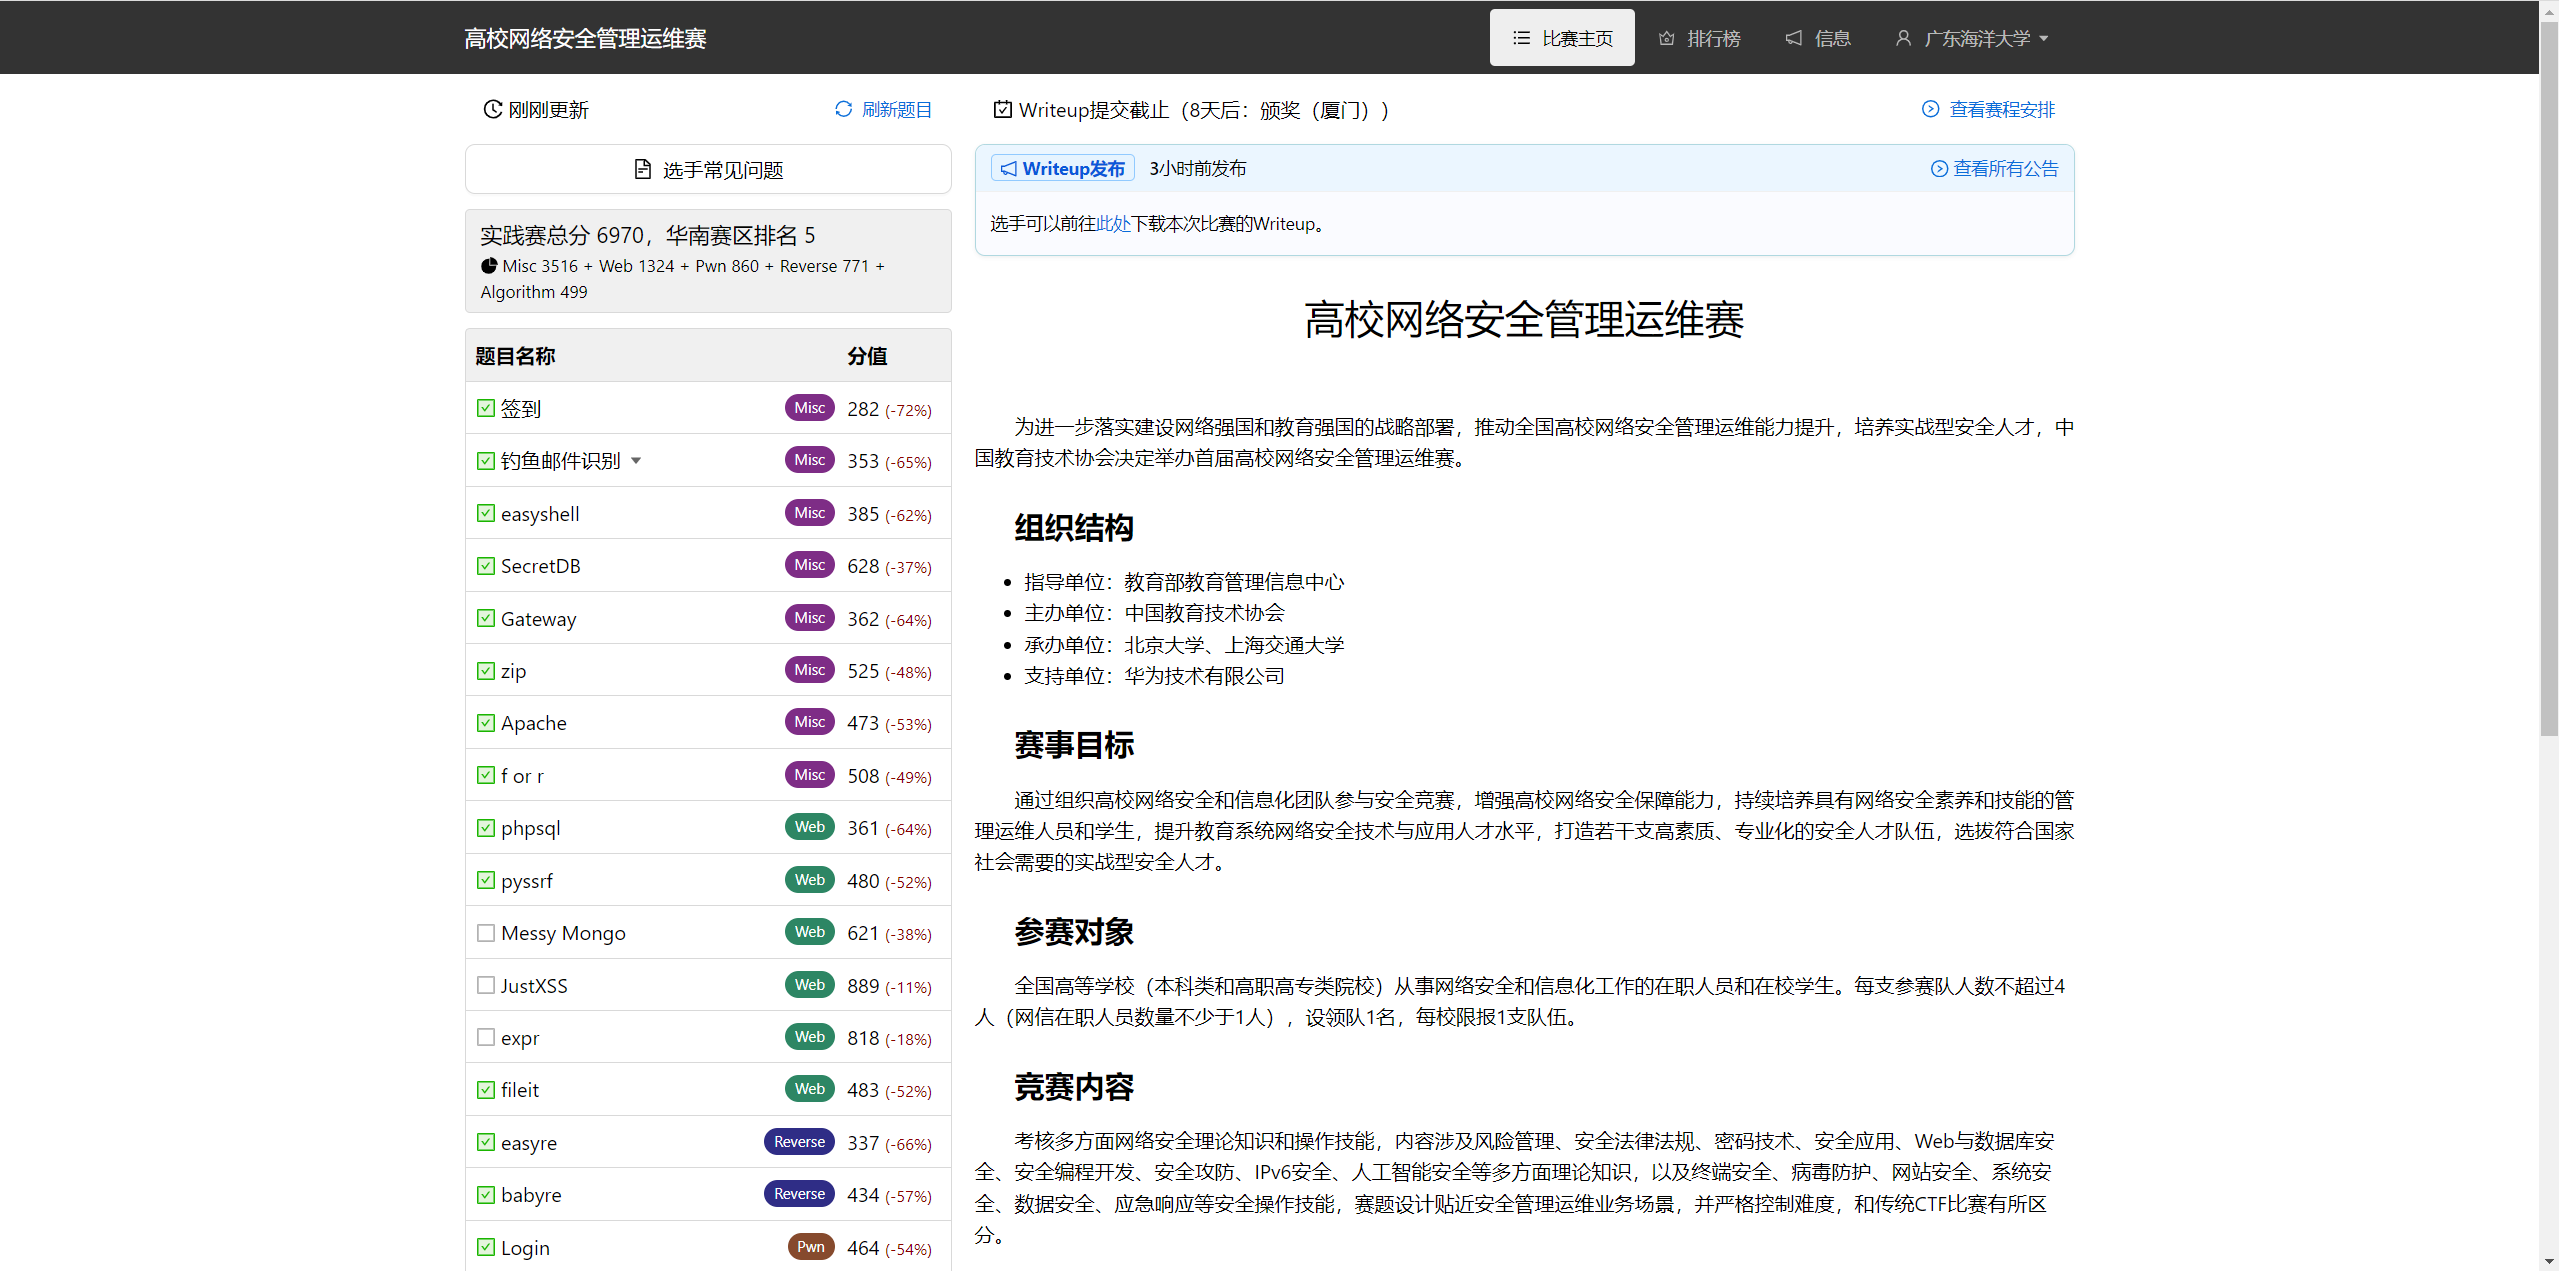 高校网络安全管理运维赛
比赛主页
排行榜
信息
广东海洋大学
刚刚更新
刷新题目
选手常见问题
实践赛总分 6970，华南赛区排名 5
Misc 3516 + Web 1324 + Pwn 860 + Reverse 771 +
Algorithm 499
题目名称 分值
签到 Misc 282 (-72%)
钓鱼邮件识别 Misc 353 (-65%)
easyshell Misc 385 (-62%)
SecretDB Misc 628 (-37%)
Gateway Misc 362 (-64%)
zip Misc 525 (-48%)
Apache Misc 473 (-53%)
f or r Misc 508 (-49%)
phpsql Web 361 (-64%)
pyssrf Web 480 (-52%)
Messy Mongo Web 621 (-38%)
JustXSS Web 889 (-11%)
expr Web 818 (-18%)
fileit Web 483 (-52%)
easyre Reverse 337 (-66%)
babyre Reverse 434 (-57%)
Login Pwn 464 (-54%)
Writeup提交截止（8天后：颁奖（厦门））
查看赛程安排
Writeup发布 3小时前发布
查看所有公告
选手可以前往此处下载本次比赛的Writeup。
高校网络安全管理运维赛
为进一步落实建设网络强国和教育强国的战略部署，推动全国高校网络安全管理运维能力提升，培养实战型安全人才，中
国教育技术协会决定举办首届高校网络安全管理运维赛。
组织结构
• 指导单位：教育部教育管理信息中心
• 主办单位：中国教育技术协会
• 承办单位：北京大学、上海交通大学
• 支持单位：华为技术有限公司
赛事目标
通过组织高校网络安全和信息化团队参与安全竞赛，增强高校网络安全保障能力，持续培养具有网络安全素养和技能的管
理运维人员和学生，提升教育系统网络安全技术与应用人才水平，打造若干支高素质、专业化的安全人才队伍，选拔符合国家
社会需要的实战型安全人才。
参赛对象
全国高等学校（本科类和高职高专类院校）从事网络安全和信息化工作的在职人员和在校学生。每支参赛队人数不超过4
人（网信在职人员数量不少于1人），设领队1名，每校限报1支队伍。
竞赛内容
考核多方面网络安全理论知识和操作技能，内容涉及风险管理、安全法律法规、密码技术、安全应用、Web与数据库安
全、安全编程开发、安全攻防、IPv6安全、人工智能安全等多方面理论知识，以及终端安全、病毒防护、网站安全、系统安
全、数据安全、应急响应等安全操作技能，赛题设计贴近安全管理运维业务场景，并严格控制难度，和传统CTF比赛有所区
分。